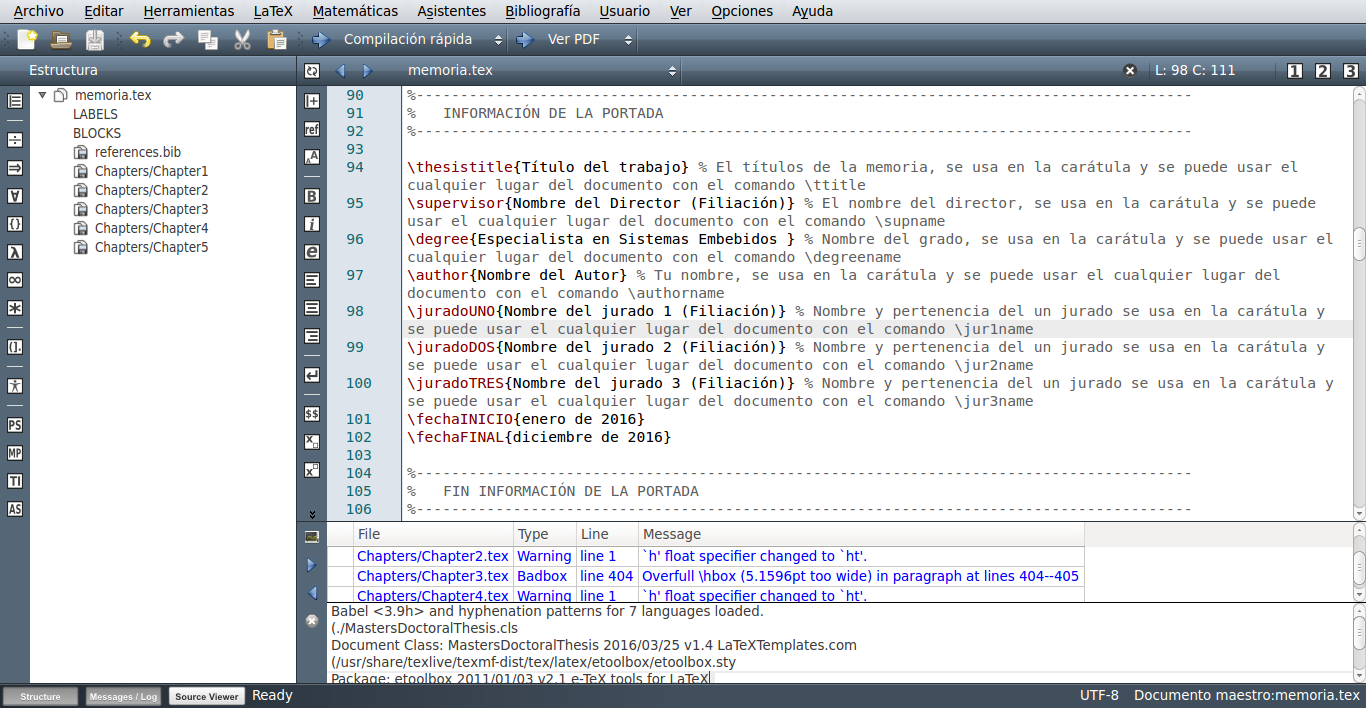 Archivo Editar Herramientas LaTeX Matemáticas Asistentes Bibliografía Usuario Ver Opciones Ayuda
Compilación rápida Ver PDF
Estructura memoria.tex L: 98 C: 111 1 2 3
memoria.tex
LABELS
BLOCKS
references.bib
Chapters/Chapter1
Chapters/Chapter2
Chapters/Chapter3
Chapters/Chapter4
Chapters/Chapter5
ref
B
i
e
$$
PS
MP
TI
AS
90 %----------------------------------------------------------------------------------------
91 %   INFORMACIÓN DE LA PORTADA
92 %----------------------------------------------------------------------------------------
93
94 \thesistitle{Título del trabajo} % El títulos de la memoria, se usa en la carátula y se puede usar el
cualquier lugar del documento con el comando \ttitle
95 \supervisor{Nombre del Director (Filiación)} % El nombre del director, se usa en la carátula y se puede
usar el cualquier lugar del documento con el comando \supname
96 \degree{Especialista en Sistemas Embebidos } % Nombre del grado, se usa en la carátula y se puede usar el
cualquier lugar del documento con el comando \degreename
97 \author{Nombre del Autor} % Tu nombre, se usa en la carátula y se puede usar el cualquier lugar del
documento con el comando \authorname
98 \juradoUNO{Nombre del jurado 1 (Filiación)} % Nombre y pertenencia del un jurado se usa en la carátula y
se puede usar el cualquier lugar del documento con el comando \jur1name
99 \juradoDOS{Nombre del jurado 2 (Filiación)} % Nombre y pertenencia del un jurado se usa en la carátula y
se puede usar el cualquier lugar del documento con el comando \jur2name
100 \juradoTRES{Nombre del jurado 3 (Filiación)} % Nombre y pertenencia del un jurado se usa en la carátula y
se puede usar el cualquier lugar del documento con el comando \jur3name
101 \fechaINICIO{enero de 2016}
102 \fechaFINAL{diciembre de 2016}
103
104 %----------------------------------------------------------------------------------------
105 %   FIN INFORMACIÓN DE LA PORTADA
106 %----------------------------------------------------------------------------------------
File Type Line Message
Chapters/Chapter2.tex Warning line 1 `h' float specifier changed to `ht'.
Chapters/Chapter3.tex Badbox line 404 Overfull \hbox (5.1596pt too wide) in paragraph at lines 404--405
Chapters/Chapter4.tex Warning line 1 `h' float specifier changed to `ht'.
Babel <3.9h> and hyphenation patterns for 7 languages loaded.
(./MastersDoctoralThesis.cls
Document Class: MastersDoctoralThesis 2016/03/25 v1.4 LaTeXTemplates.com
(/usr/share/texlive/texmf-dist/tex/latex/etoolbox/etoolbox.sty
Package: etoolbox 2011/01/03 v2.1 e-TeX tools for LaTeX
Structure Messages / Log Source Viewer Ready UTF-8 Documento maestro:memoria.tex